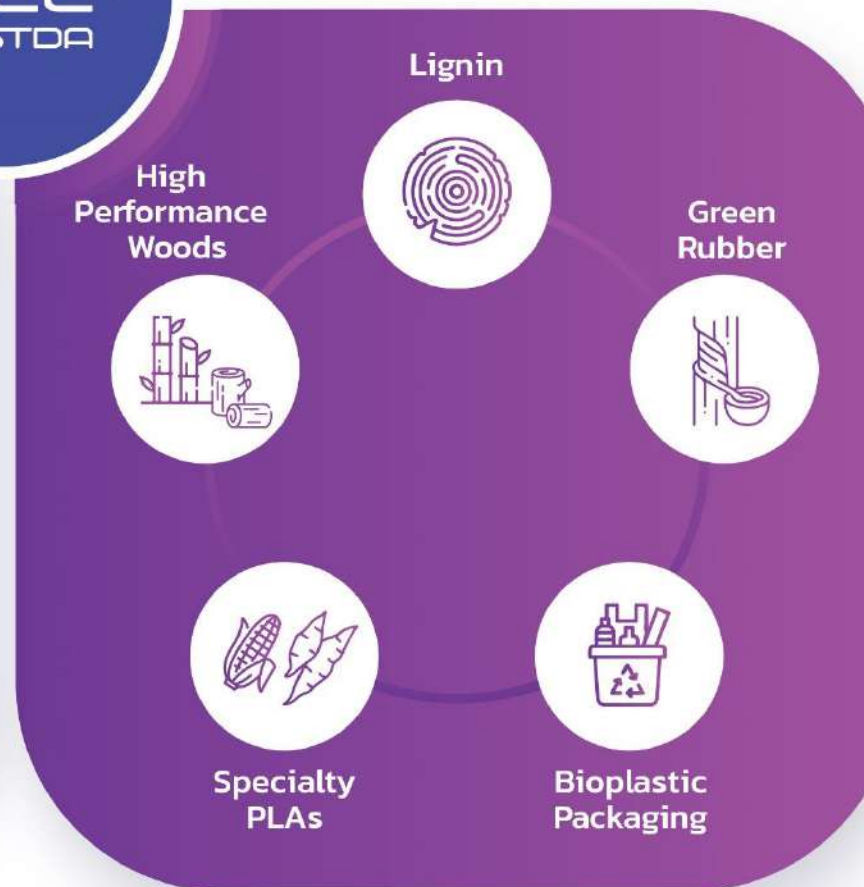 STDA
Lignin
High
Performance
Woods
Green
Rubber
Specialty
PLAs
Bioplastic
Packaging